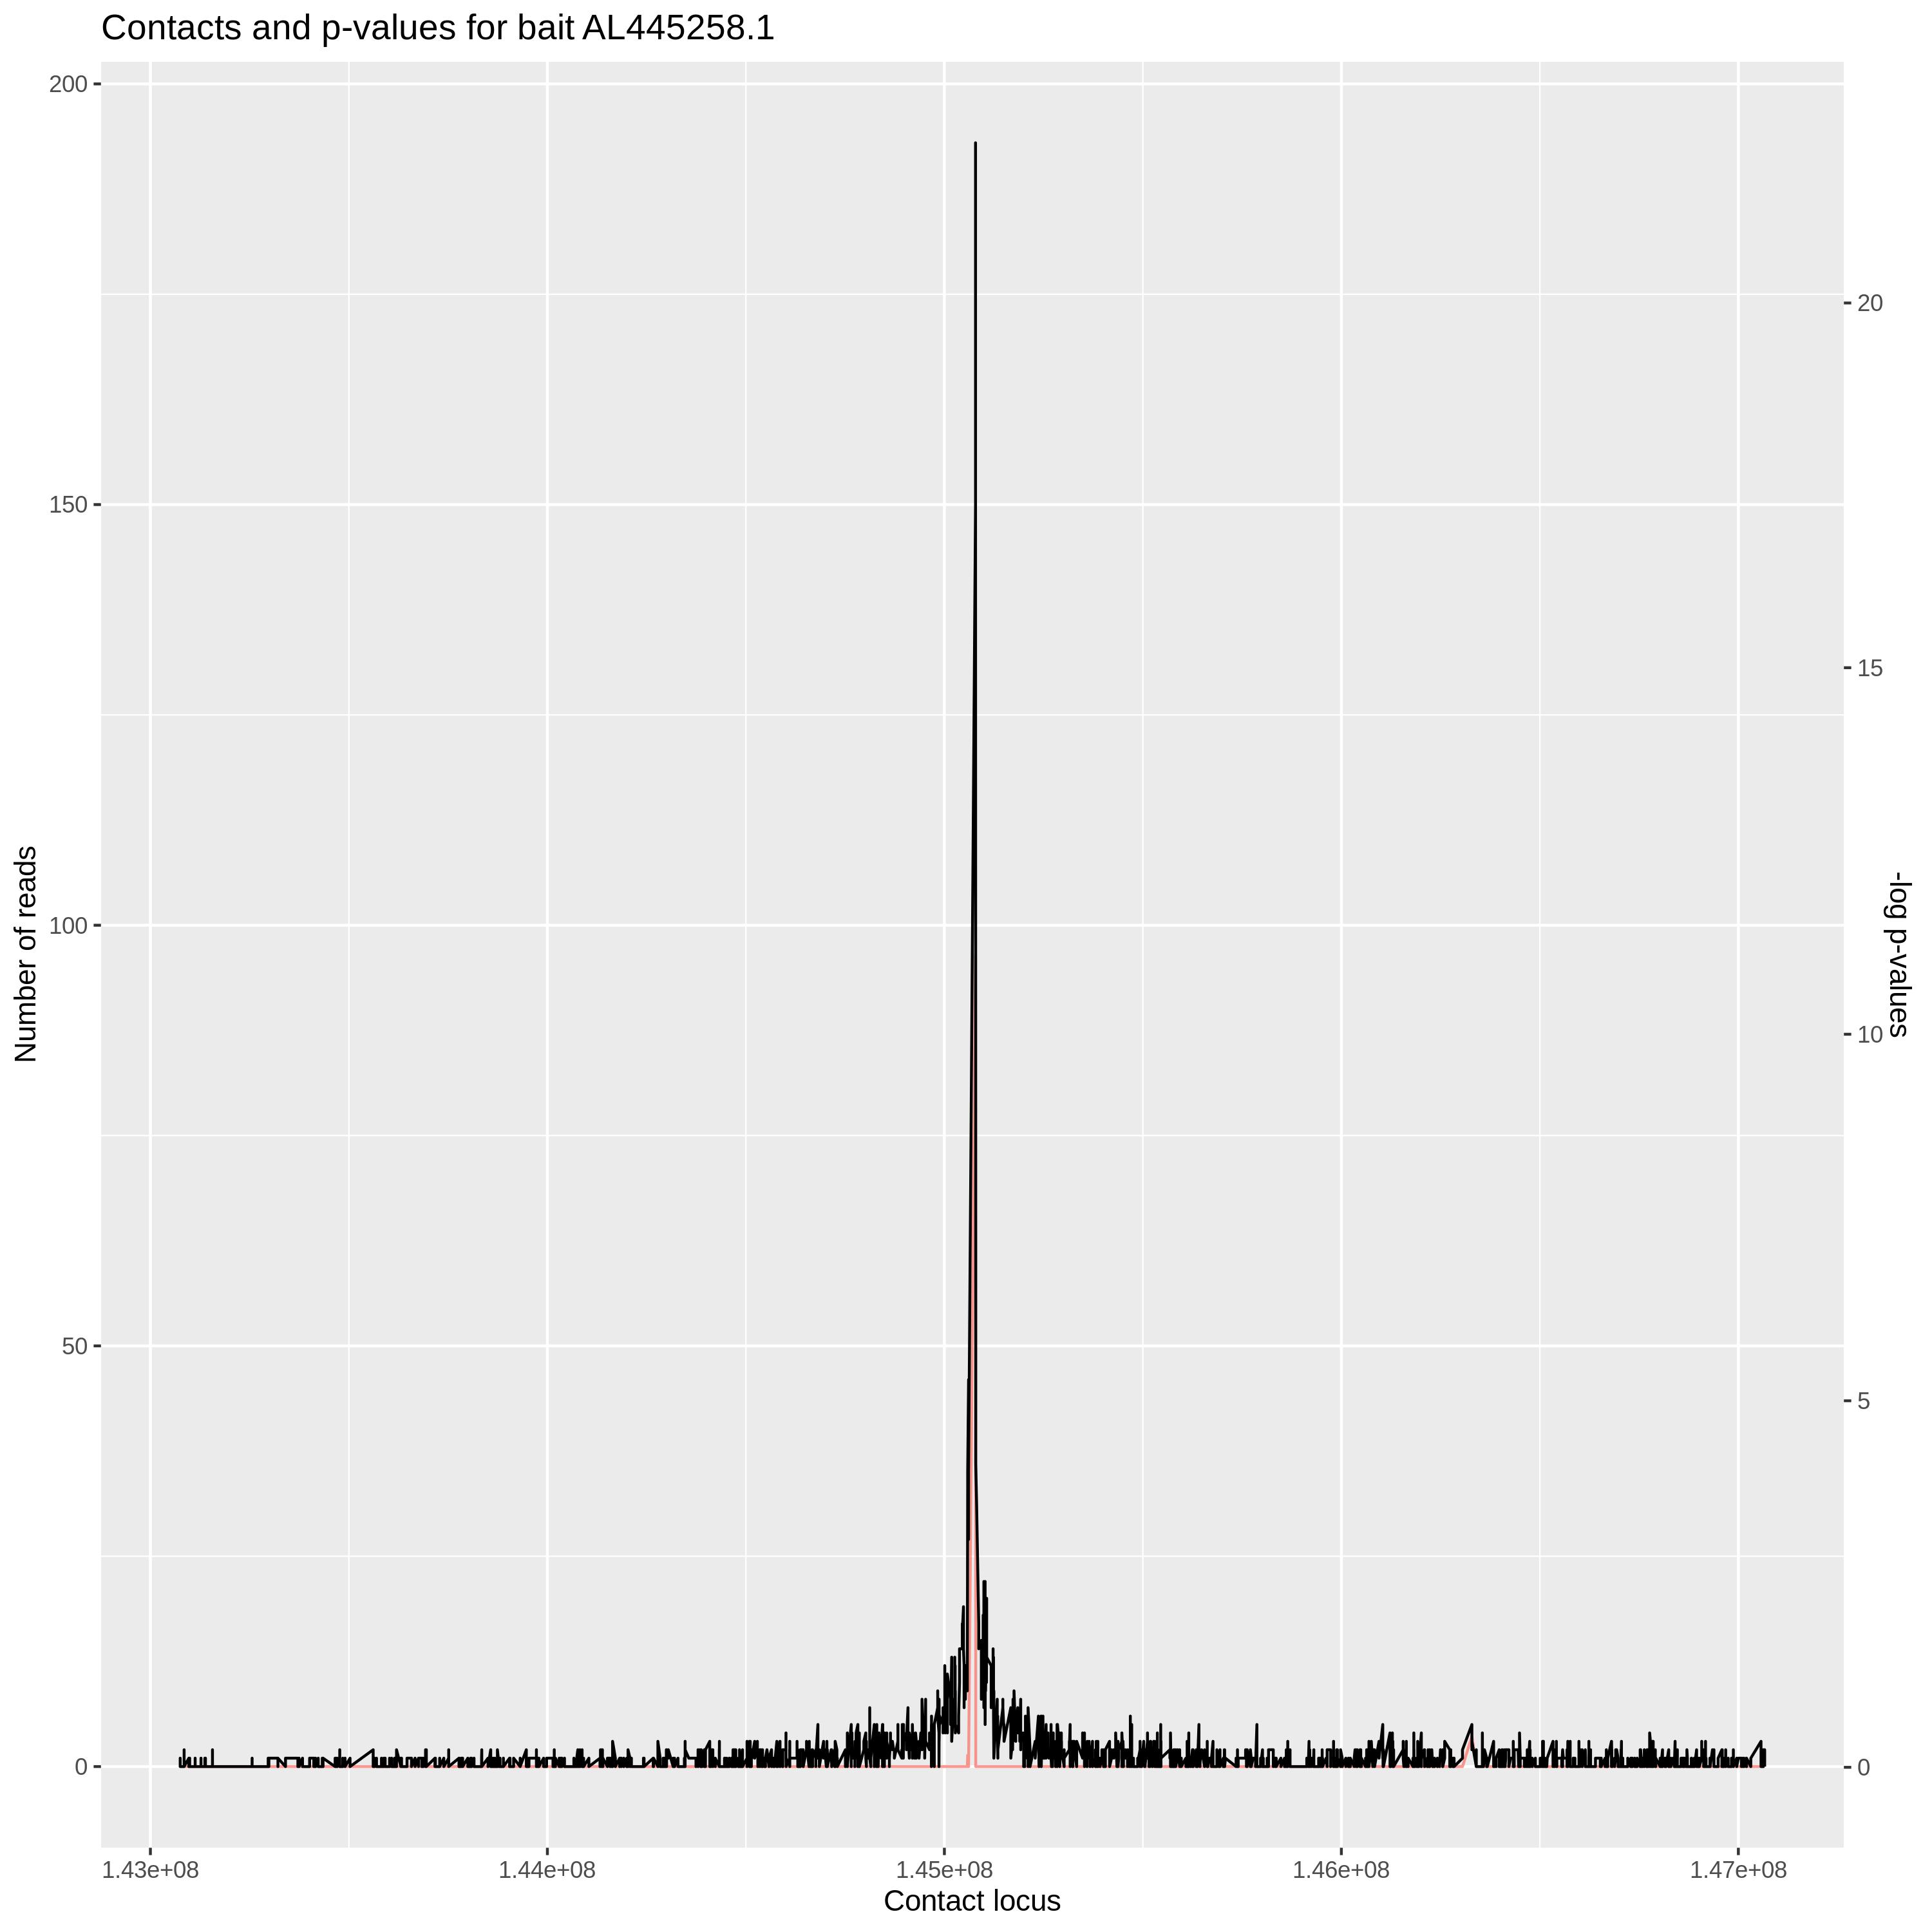 Contacts and p-values for bait AL445258.1
200
150
100
50
0
Number of reads
20
15
10
5
0
-log p-values
1.43e+08
1.44e+08
1.45e+08
1.46e+08
1.47e+08
Contact locus